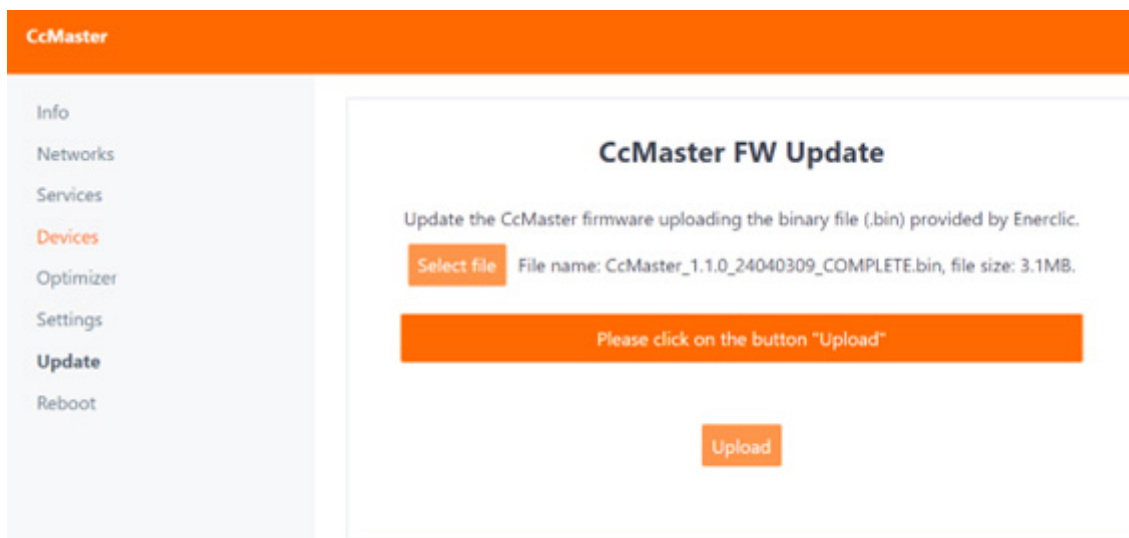 CcMaster
Info
Networks
Services
Devices
Optimizer
Settings
Update
Reboot
CcMaster FW Update
Update the CcMaster firmware uploading the binary file (.bin) provided by Enerclic.
Select file File name: CcMaster_1.1.0_24040309_COMPLETE.bin, file size: 3.1MB.
Please click on the button "Upload"
Upload